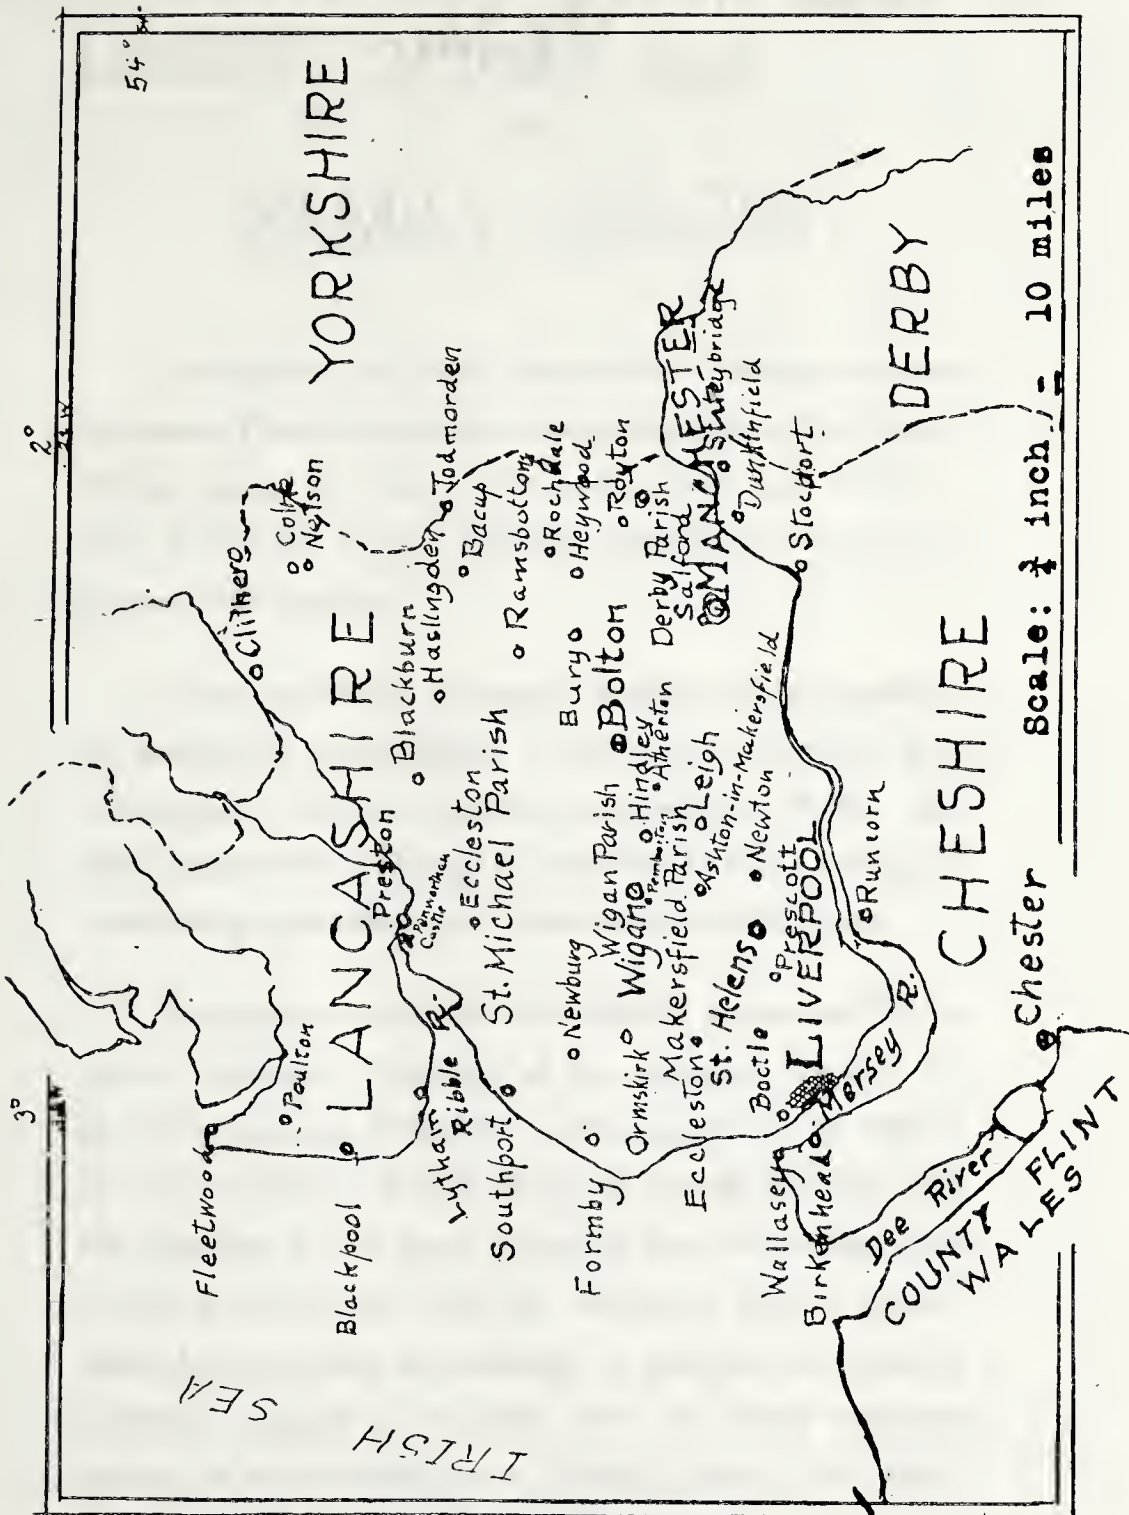 54°
2°
3°
YORKSHIRE
Clithero
Colne
Nelson
Fleetwood
Poulton
Blackpool
LANCASHIRE
Preston
Penwortham
Castle
Blackburn
Haslingden
Todmorden
Bacup
Lytham
Ribble R.
Eccleston
St. Michael Parish
Southport
Ramsbottom
Rochdale
Heywood
Bury
Newburg
Formby
Bolton
Royton
Wigan Parish
Wigan
Ormskirk
Hindley
Pemberton
Atherton
Derby Parish
Salford
MANCHESTER
Makersfield Parish
Eccleston
Leigh
Ashton-in-Makersfield
St. Helens
Newton
Staleybridge
Dunkinfield
Stockport
Prescott
Bootle
LIVERPOOL
Wallasey
Birkenhead
Mersey R.
Runcorn
DERBY
CHESHIRE
Chester
Dee River
COUNTY FLINT
WALES
IRISH
SEA
Scale: ¾ inch = 10 miles